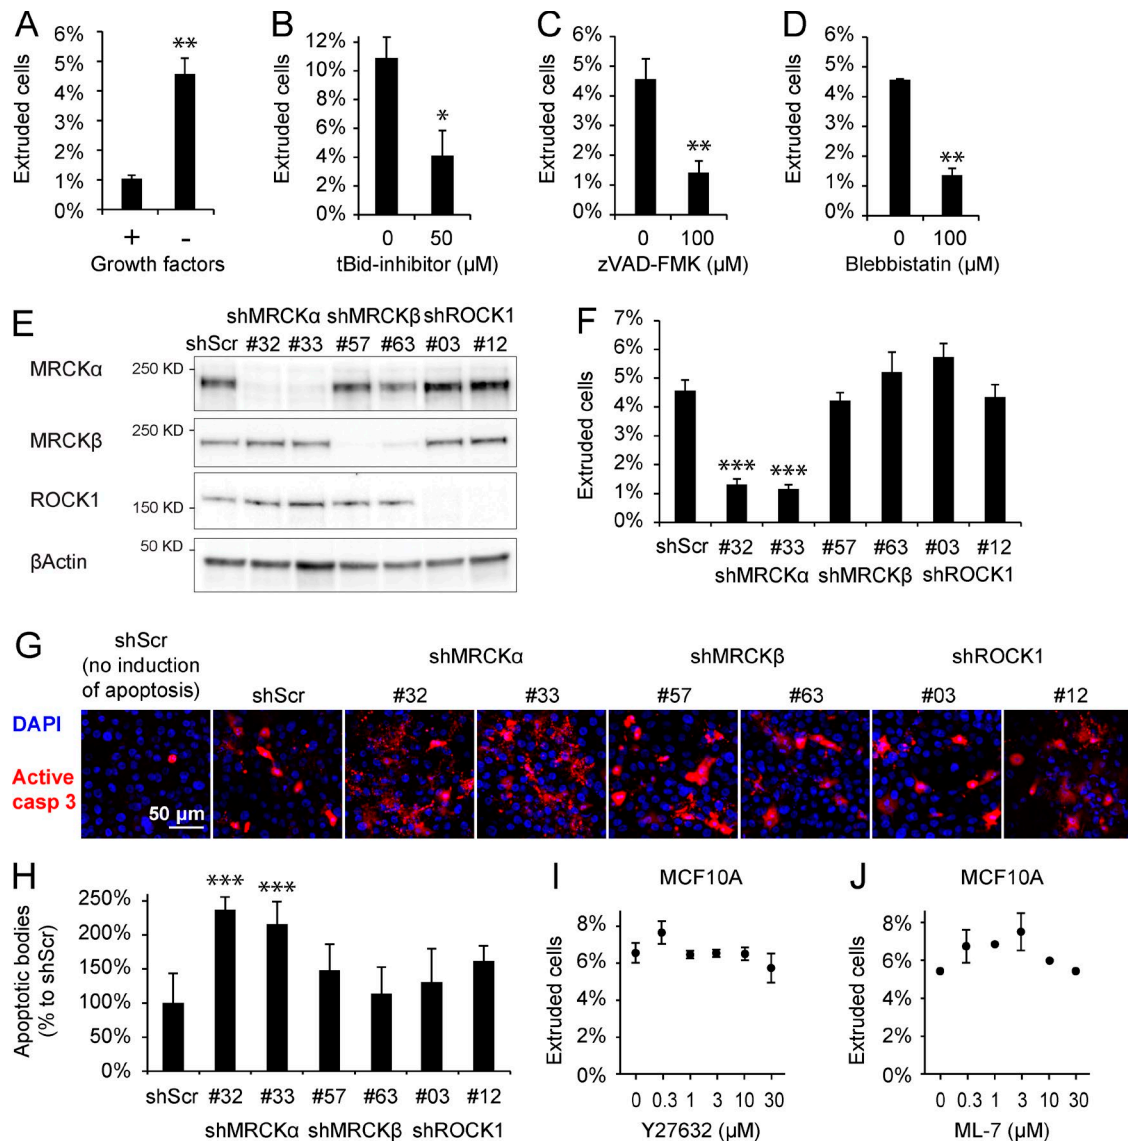 A
6%
5%
4%
3%
2%
1%
0%
Extruded cells
**
+ -
Growth factors
B
12%
10%
8%
6%
4%
2%
0%
Extruded cells
*
0 50
tBid-inhibitor (µM)
C
6%
5%
4%
3%
2%
1%
0%
Extruded cells
**
0 100
zVAD-FMK (µM)
D
6%
5%
4%
3%
2%
1%
0%
Extruded cells
**
0 100
Blebbistatin (µM)
E
shMRCKα shMRCKβ shROCK1
shScr #32 #33 #57 #63 #03 #12
MRCKα 250 KD
MRCKβ 250 KD
ROCK1 150 KD
βActin 50 KD
F
7%
6%
5%
4%
3%
2%
1%
0%
Extruded cells
*** ***
shScr #32 #33 #57 #63 #03 #12
shMRCKα shMRCKβ shROCK1
G
shScr
(no induction
of apoptosis)
shMRCKα shMRCKβ shROCK1
shScr #32 #33 #57 #63 #03 #12
DAPI
Active
casp 3
50 µm
H
250%
200%
150%
100%
50%
0%
Apoptotic bodies
(% to shScr)
*** ***
shScr #32 #33 #57 #63 #03 #12
shMRCKα shMRCKβ shROCK1
I
MCF10A
8%
6%
4%
2%
0%
Extruded cells
0 0.3 1 3 10 30
Y27632 (µM)
J
MCF10A
8%
6%
4%
2%
0%
Extruded cells
0 0.3 1 3 10 30
ML-7 (µM)